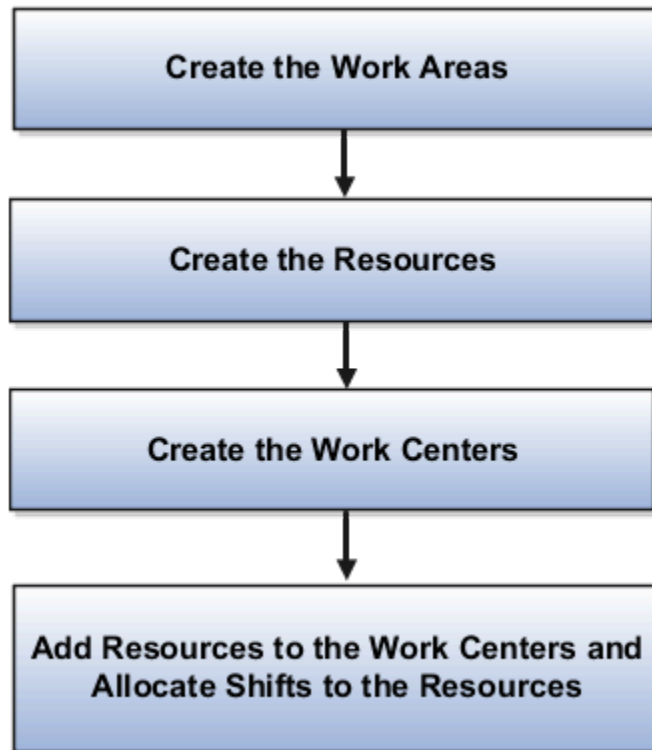 Create the Work Areas
Create the Resources
Create the Work Centers
Add Resources to the Work Centers and
Allocate Shifts to the Resources